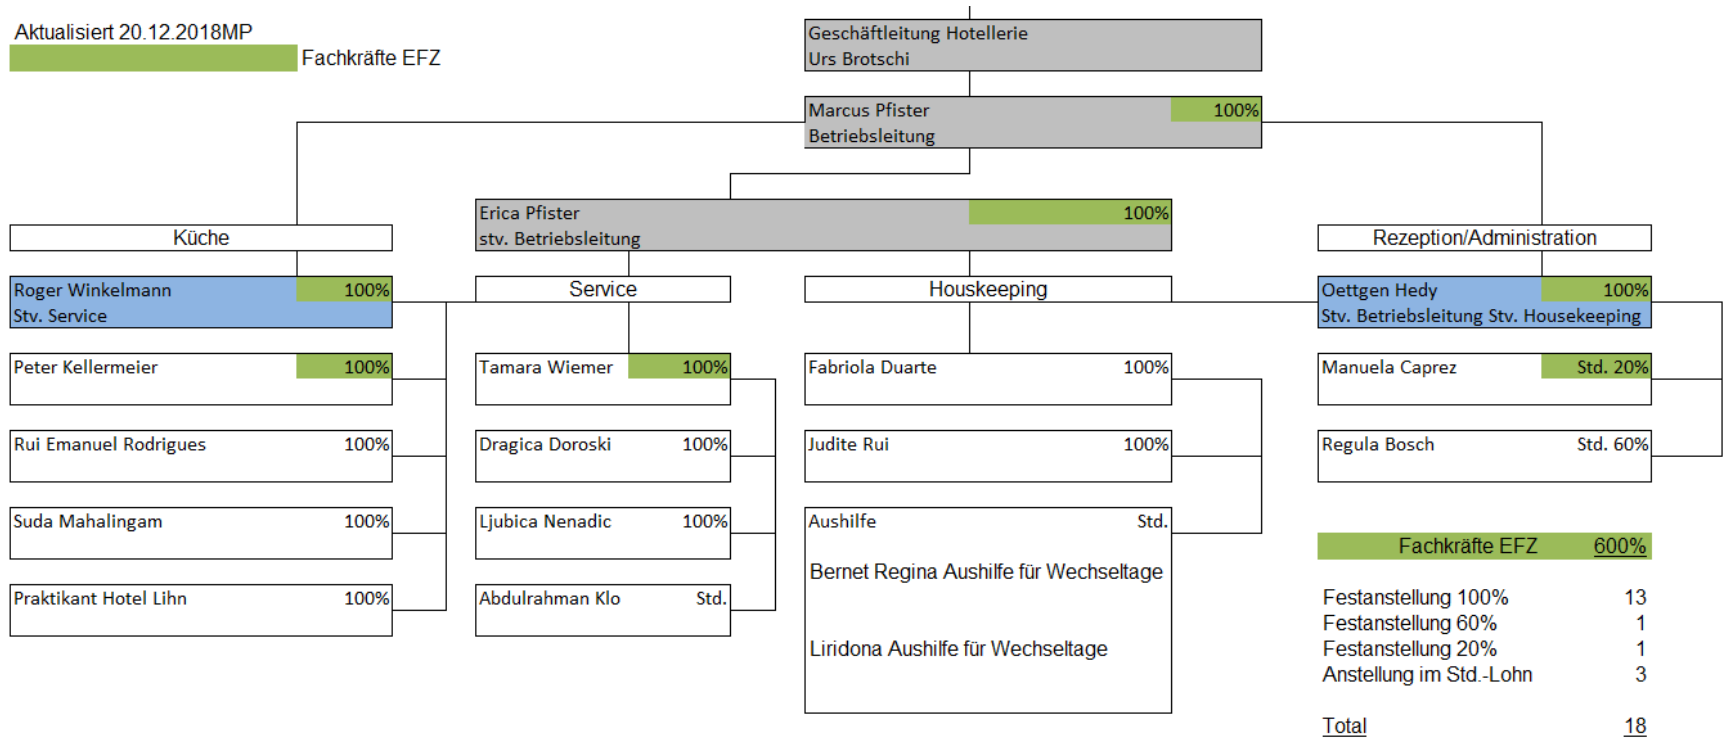 Aktualisiert 20.12.2018MP
Fachkräfte EFZ
Geschäftleitung Hotellerie
Urs Brotschi
Marcus Pfister 100%
Betriebsleitung
Erica Pfister 100%
stv. Betriebsleitung
Küche
Roger Winkelmann 100%
Stv. Service
Peter Kellermeier 100%
Rui Emanuel Rodrigues 100%
Suda Mahalingam 100%
Praktikant Hotel Lihn 100%
Service
Tamara Wiemer 100%
Dragica Doroski 100%
Ljubica Nenadic 100%
Abdulrahman Klo Std.
Houskeeping
Fabriola Duarte 100%
Judite Rui 100%
Aushilfe Std.
Bernet Regina Aushilfe für Wechseltage
Liridona Aushilfe für Wechseltage
Rezeption/Administration
Oettgen Hedy 100%
Stv. Betriebsleitung Stv. Housekeeping
Manuela Caprez Std. 20%
Regula Bosch Std. 60%
Fachkräfte EFZ 600%
Festanstellung 100% 13
Festanstellung 60% 1
Festanstellung 20% 1
Anstellung im Std.-Lohn 3
Total 18